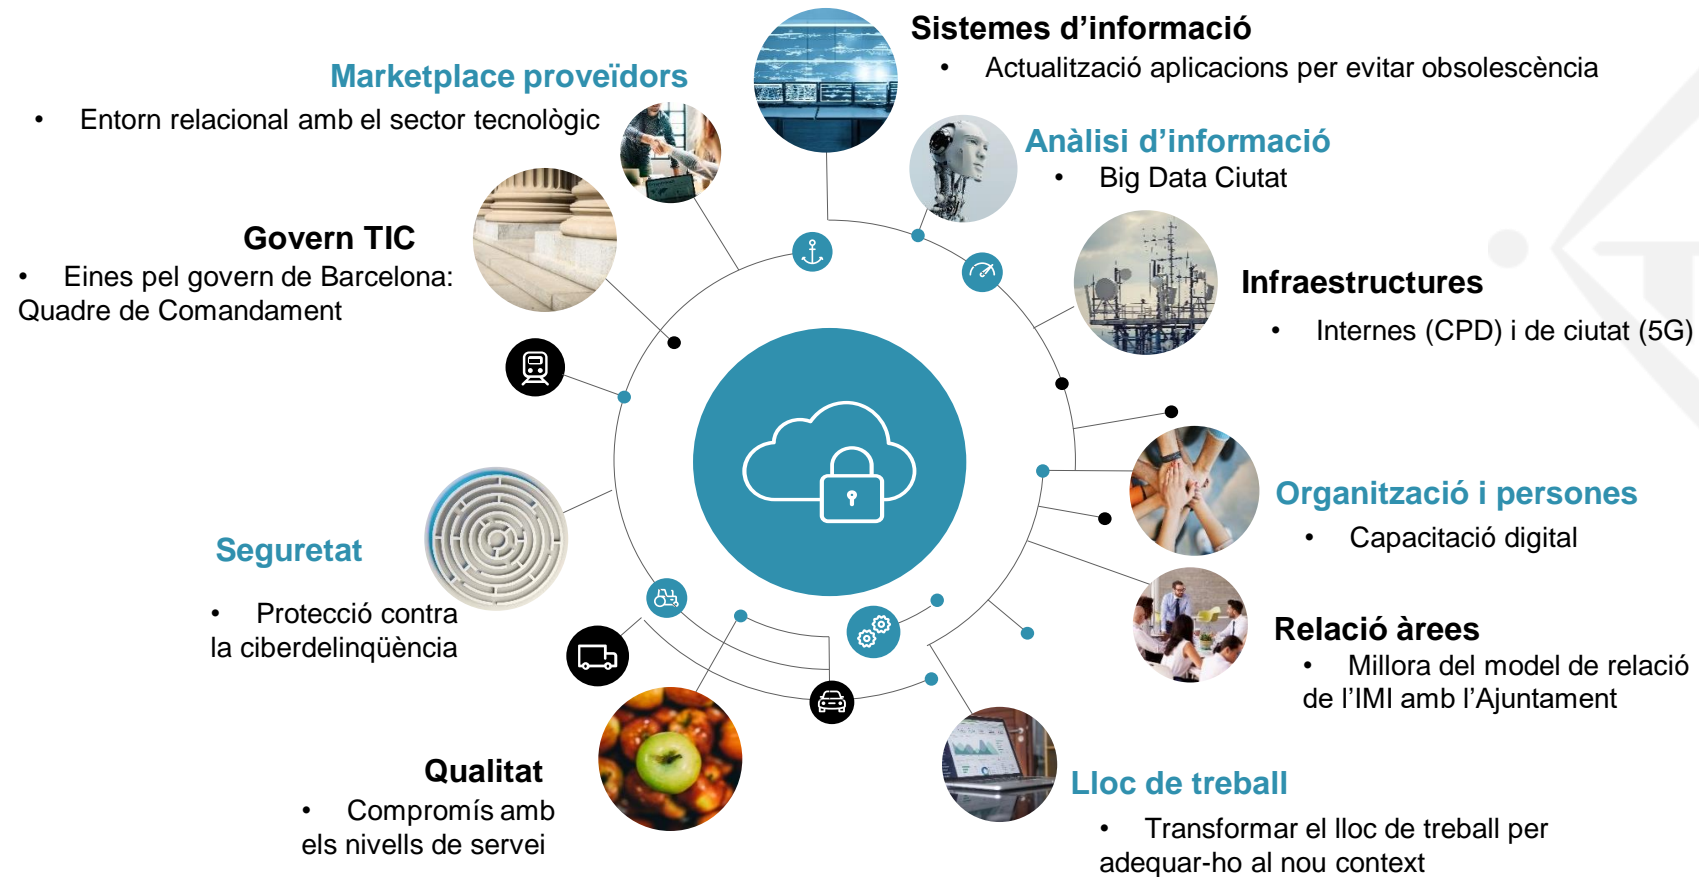 Sistemes d’informació
• Actualització aplicacions per evitar obsolescència
Marketplace proveïdors
• Entorn relacional amb el sector tecnològic
Anàlisi d’informació
• Big Data Ciutat
Govern TIC
• Eines pel govern de Barcelona:
Quadre de Comandament
Infraestructures
• Internes (CPD) i de ciutat (5G)
Organització i persones
• Capacitació digital
Seguretat
• Protecció contra
la ciberdelinqüència
Relació àrees
• Millora del model de relació
de l’IMI amb l’Ajuntament
Qualitat
• Compromís amb
els nivells de servei
Lloc de treball
• Transformar el lloc de treball per
adequar-ho al nou context